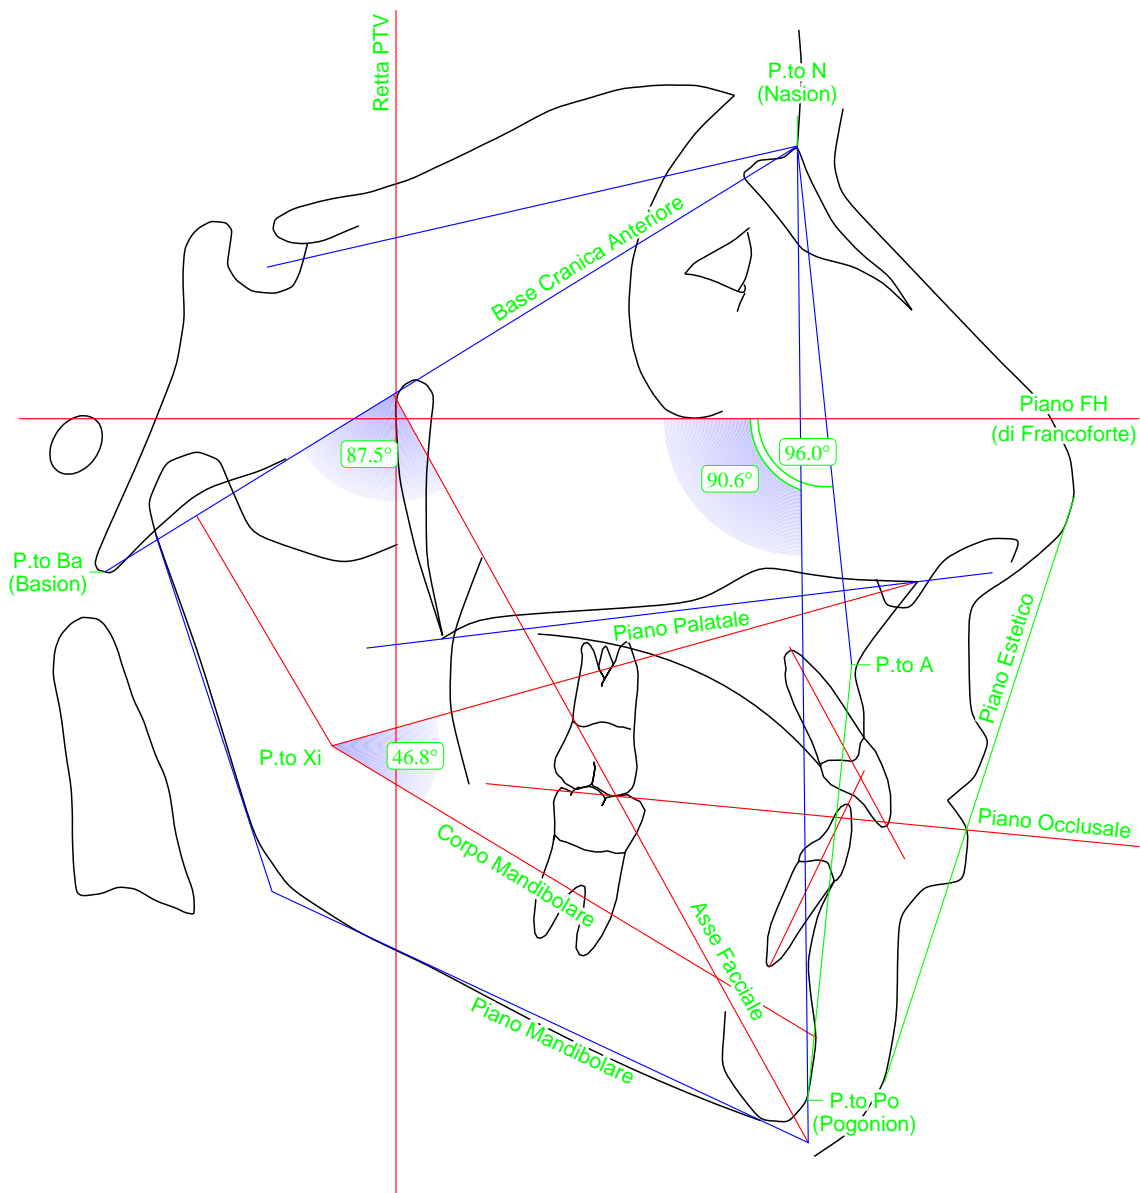 Retta PTV
P.to N
(Nasion)
Base Cranica Anteriore
Piano FH
(di Francoforte)
87.5°
96.0°
90.6°
P.to Ba
(Basion)
Piano Palatale
P.to A
Piano Estetico
P.to Xi
46.8°
Piano Occlusale
Corpo Mandibolare
Asse Facciale
Piano Mandibolare
P.to Po
(Pogonion)